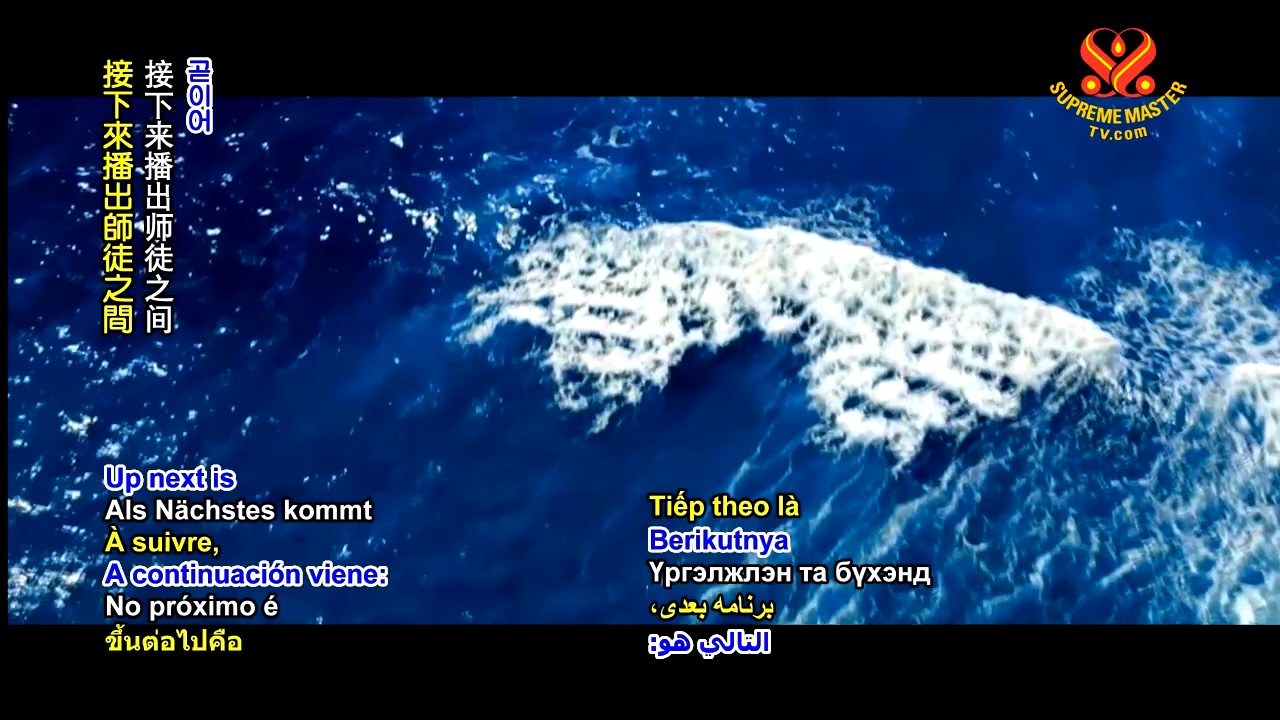 곧이어
接下来播出师徒之间
接下來播出師徒之間
SUPREME MASTER
TV.com
Up next is
Als Nächstes kommt
À suivre,
A continuación viene:
No próximo é
ขึ้นต่อไปคือ
Tiếp theo là
Berikutnya
Үргэлжлэн та бүхэнд
برنامه بعدی،
التالي هو: